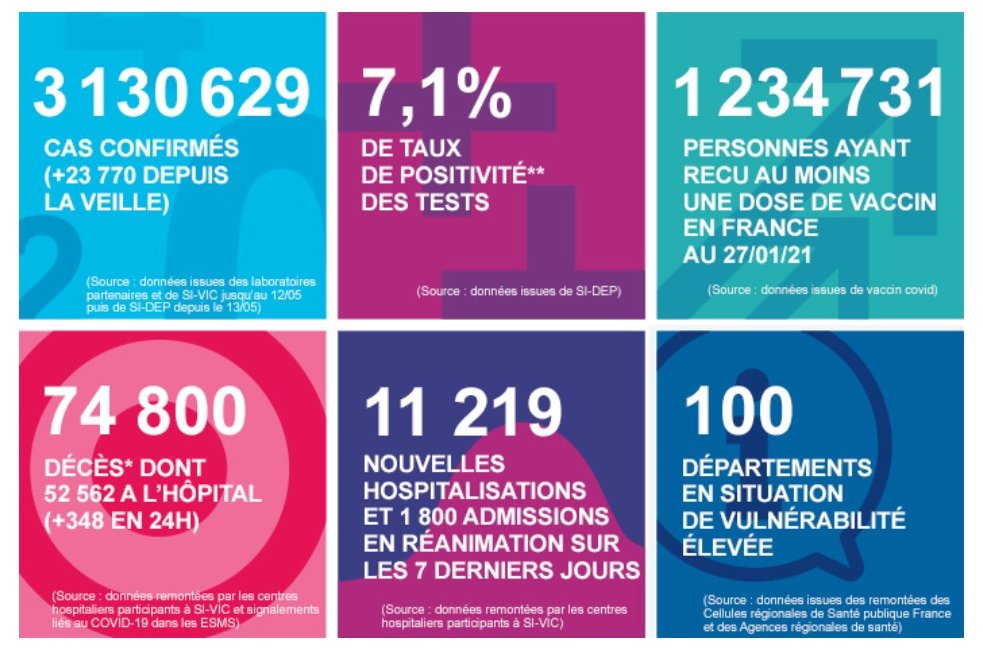 3 130 629
CAS CONFIRMÉS
(+23 770 DEPUIS
LA VEILLE)
(Source : données issues des laboratoires
partenaires et de SI-VIC jusqu'au 12/05
puis de SI-DEP depuis le 13/05)
7,1%
DE TAUX
DE POSITIVITÉ**
DES TESTS
(Source : données issues de SI-DEP)
1 234 731
PERSONNES AYANT
RECU AU MOINS
UNE DOSE DE VACCIN
EN FRANCE
AU 27/01/21
(Source : données issues de vaccin covid)
74 800
DÉCÈS* DONT
52 562 A L'HÔPITAL
(+348 EN 24H)
(Source : données remontées par les centres
hospitaliers participants à SI-VIC et signalements
liés au COVID-19 dans les ESMS)
11 219
NOUVELLES
HOSPITALISATIONS
ET 1 800 ADMISSIONS
EN RÉANIMATION SUR
LES 7 DERNIERS JOURS
(Source : données remontées par les centres
hospitaliers participants à SI-VIC)
100
DÉPARTEMENTS
EN SITUATION
DE VULNÉRABILITÉ
ÉLEVÉE
(Source : données issues des remontées des
Cellules régionales de Santé publique France
et des Agences régionales de santé)